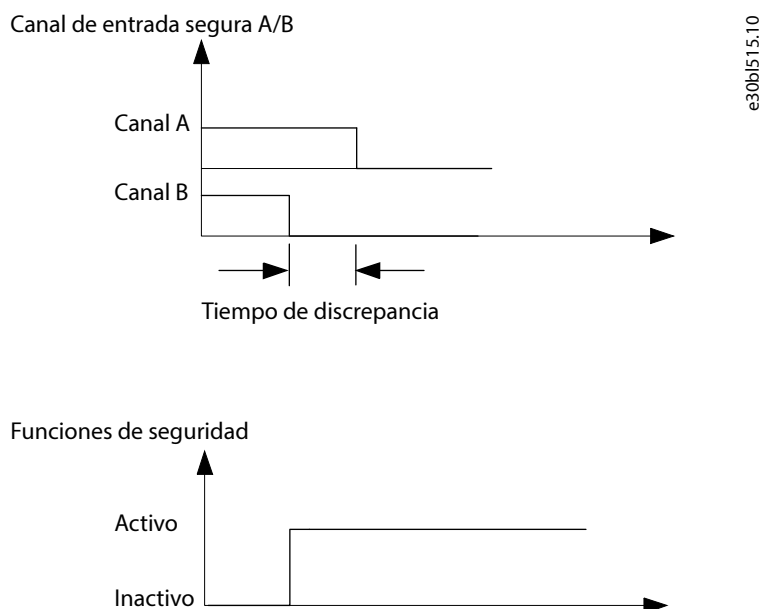 Canal de entrada segura A/B
e30bl515.10
Canal A
Canal B
Tiempo de discrepancia
Funciones de seguridad
Activo
Inactivo